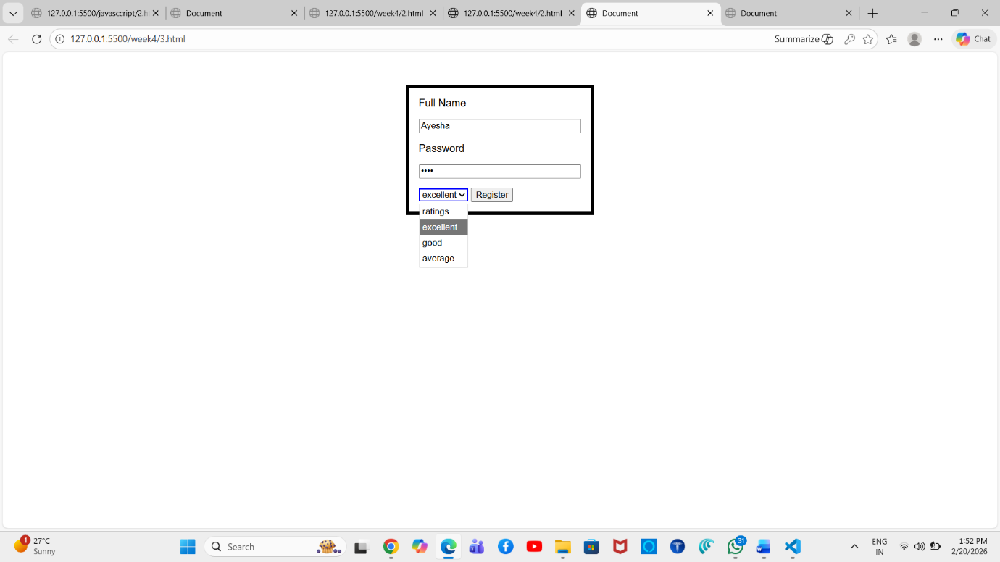 127.0.0.1:5500/javasccript/2.h
Document
127.0.0.1:5500/week4/2.html
127.0.0.1:5500/week4/2.html
Document
Document
127.0.0.1:5500/week4/3.html
Summarize
Chat
Full Name
Ayesha
Password
••••
excellent
Register
ratings
excellent
good
average
1
27°C
Sunny
Search
31
ENG
IN
1:52 PM
2/20/2026